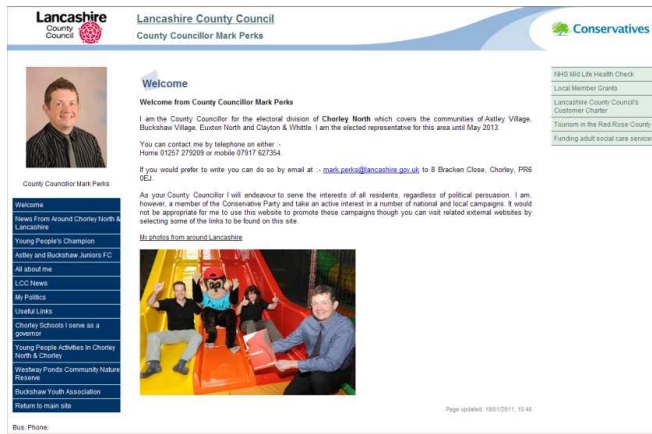 Lancashire
County
Council
Lancashire County Council
County Councillor Mark Perks
Conservatives
County Councillor Mark Perks
Welcome
News From Around Chorley North &
Lancashire
Young People's Champion
Astley and Buckshaw Juniors FC
All about me
LCC News
My Politics
Useful Links
Chorley Schools I serve as a
governor
Young People Activities In Chorley
North & Chorley
Westway Ponds Community Nature
Reserve
Buckshaw Youth Association
Return to main site
Bus. Phone:
Welcome
Welcome from County Councillor Mark Perks
I am the County Councillor for the electoral division of Chorley North which covers the communities of Astley Village,
Buckshaw Village, Euxton North and Clayton & Whittle. I am the elected representative for this area until May 2013.
You can contact me by telephone on either :-
Home 01257 279209 or mobile 07917 627354.
If you would prefer to write you can do so by email at :- mark.perks@lancashire.gov.uk to 8 Bracken Close, Chorley, PR6
0EJ.
As your County Councillor I will endeavour to serve the interests of all residents, regardless of political persuasion. I am,
however, a member of the Conservative Party and take an active interest in a number of national and local campaigns. It would
not be appropriate for me to use this website to promote these campaigns though you can visit related external websites by
selecting some of the links to be found on this site.
My photos from around Lancashire
Page updated: 18/01/2011, 10:40
NHS Mid Life Health Check
Local Member Grants
Lancashire County Council's
Customer Charter
Tourism in the Red Rose County
Funding adult social care service